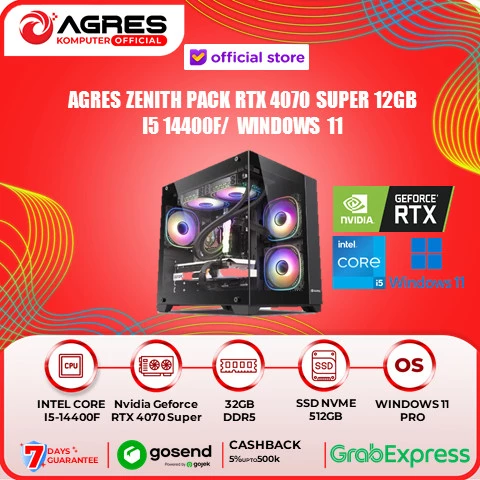 AGRES
KOMPUTER OFFICIAL
official store
AGRES ZENITH PACK RTX 4070 SUPER 12GB
I5 14400F/ WINDOWS 11
NVIDIA
GEFORCE
RTX
intel
CORE
i5
Windows 11
CPU
INTEL CORE
I5-14400F
Nvidia Geforce
RTX 4070 Super
32GB
DDR5
SSD
SSD NVME
512GB
OS
WINDOWS 11
PRO
7 DAYS
GUARANTEE
gosend
Powered by gojek
CASHBACK
5% UPTO 500k
GrabExpress